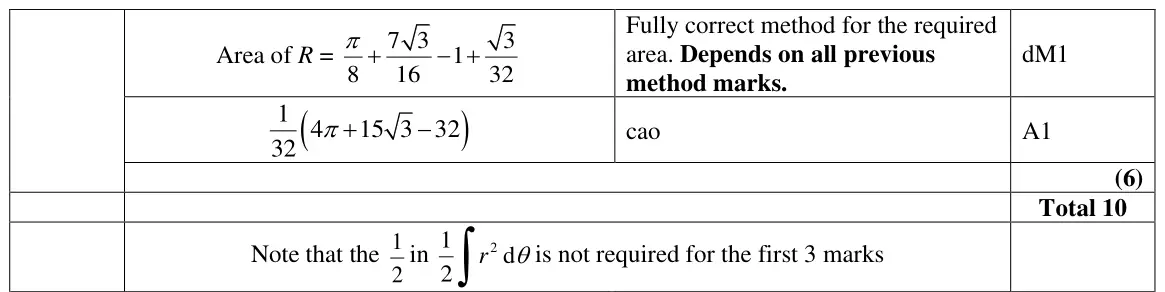 Area of R = π/8 + 7√3/16 − 1 + √3/32
Fully correct method for the required
area. Depends on all previous
method marks.
dM1
1/32 (4π + 15√3 − 32)
cao
A1
(6)
Total 10
Note that the 1/2 in 1/2 ∫ r² dθ is not required for the first 3 marks